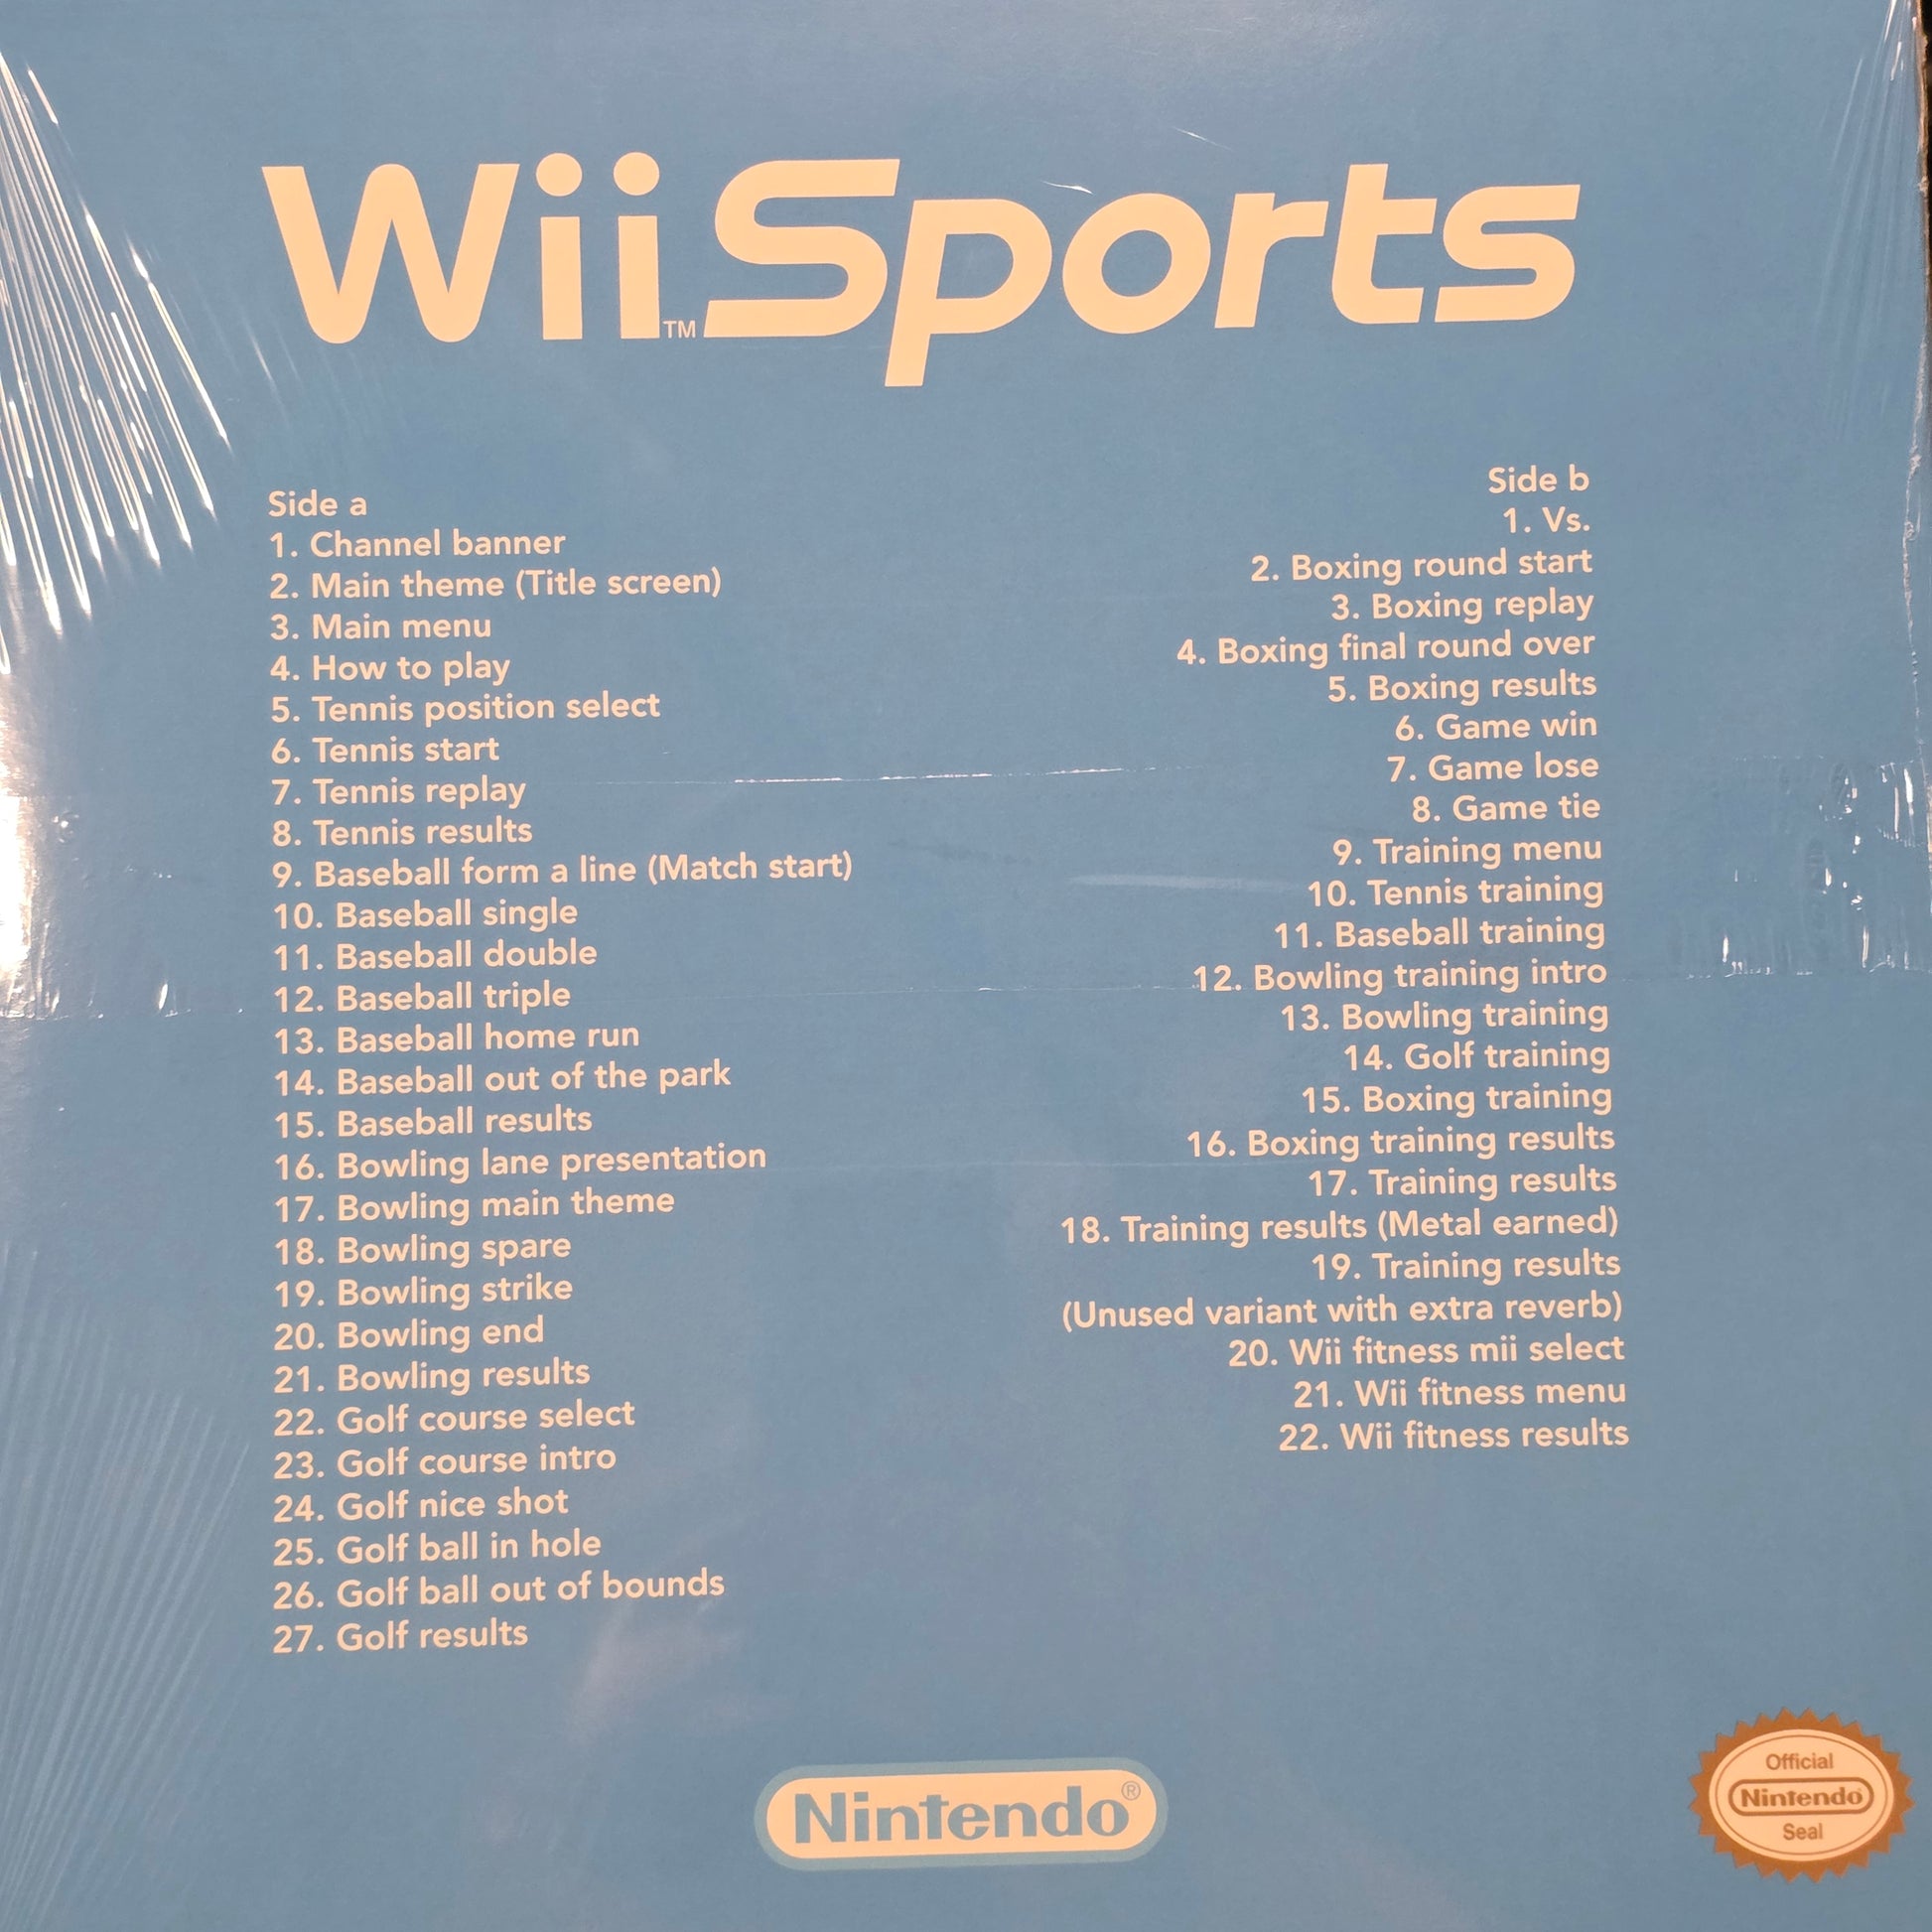 Wii Sports
TM
Side a
1. Channel banner
2. Main theme (Title screen)
3. Main menu
4. How to play
5. Tennis position select
6. Tennis start
7. Tennis replay
8. Tennis results
9. Baseball form a line (Match start)
10. Baseball single
11. Baseball double
12. Baseball triple
13. Baseball home run
14. Baseball out of the park
15. Baseball results
16. Bowling lane presentation
17. Bowling main theme
18. Bowling spare
19. Bowling strike
20. Bowling end
21. Bowling results
22. Golf course select
23. Golf course intro
24. Golf nice shot
25. Golf ball in hole
26. Golf ball out of bounds
27. Golf results
Side b
1. Vs.
2. Boxing round start
3. Boxing replay
4. Boxing final round over
5. Boxing results
6. Game win
7. Game lose
8. Game tie
9. Training menu
10. Tennis training
11. Baseball training
12. Bowling training intro
13. Bowling training
14. Golf training
15. Boxing training
16. Boxing training results
17. Training results
18. Training results (Metal earned)
19. Training results
(Unused variant with extra reverb)
20. Wii fitness mii select
21. Wii fitness menu
22. Wii fitness results
Nintendo®
Official
Nintendo
Seal